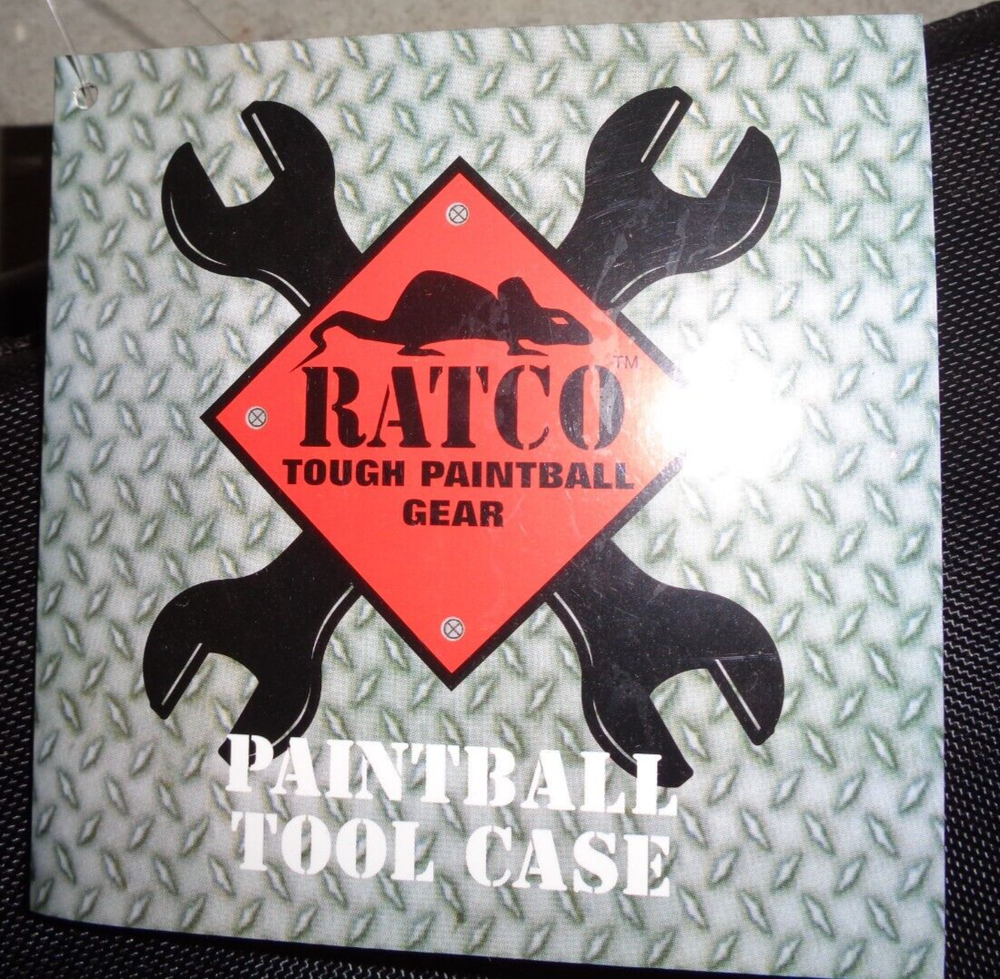 RATCO™
TOUGH PAINTBALL
GEAR
PAINTBALL
TOOL CASE